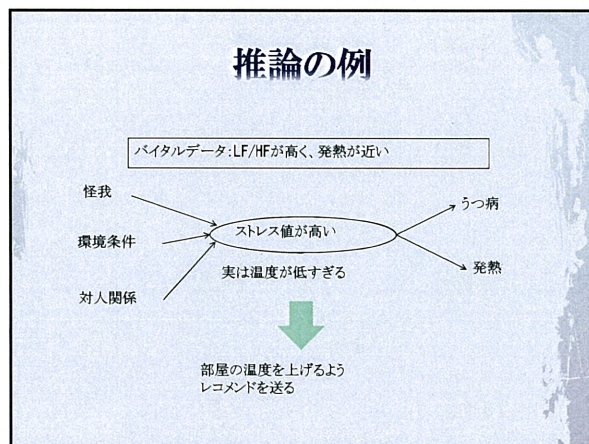 推論の例
バイタルデータ:LF/HFが高く、発熱が近い
怪我
うつ病
ストレス値が高い
環境条件
発熱
実は温度が低すぎる
対人関係
部屋の温度を上げるよう
レコメンドを送る